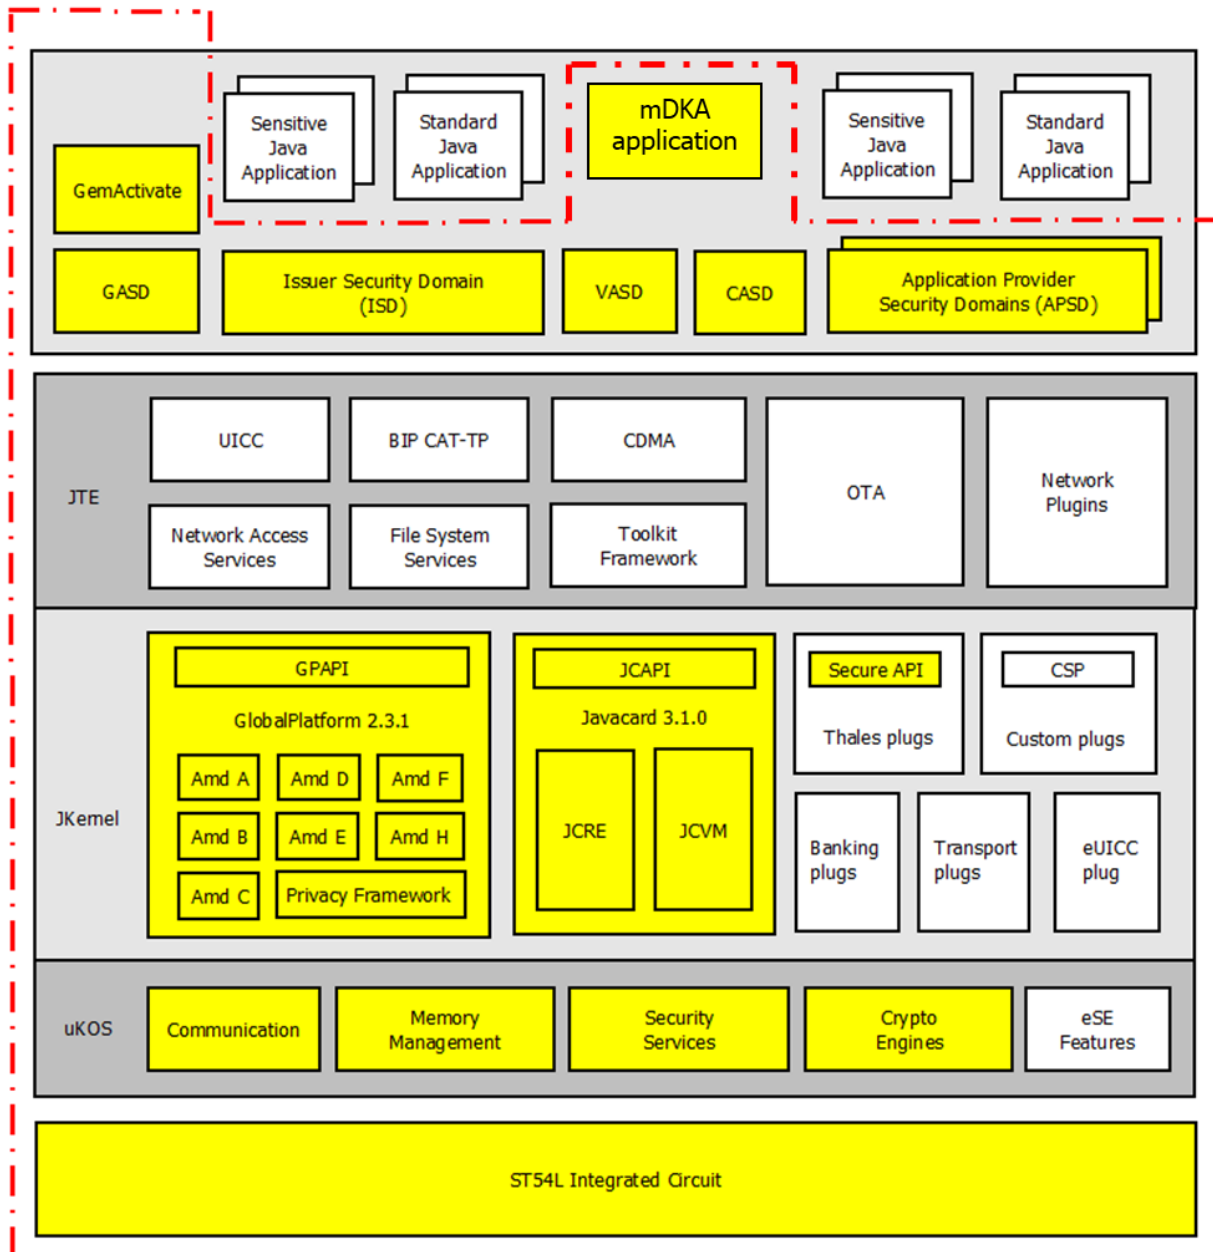 Sensitive
Java
Application
Standard
Java
Application
mDKA
application
Sensitive
Java
Application
Standard
Java
Application
GemActivate
GASD
Issuer Security Domain
(ISD)
VASD
CASD
Application Provider
Security Domains (APSD)
JTE
UICC
BIP CAT-TP
CDMA
OTA
Network
Plugins
Network Access
Services
File System
Services
Toolkit
Framework
JKernel
GPAPI
GlobalPlatform 2.3.1
Amd A
Amd D
Amd F
Amd B
Amd E
Amd H
Amd C
Privacy Framework
JCAPI
Javacard 3.1.0
JCRE
JCVM
Secure API
Thales plugs
CSP
Custom plugs
Banking
plugs
Transport
plugs
eUICC
plug
uKOS
Communication
Memory
Management
Security
Services
Crypto
Engines
eSE
Features
ST54L Integrated Circuit